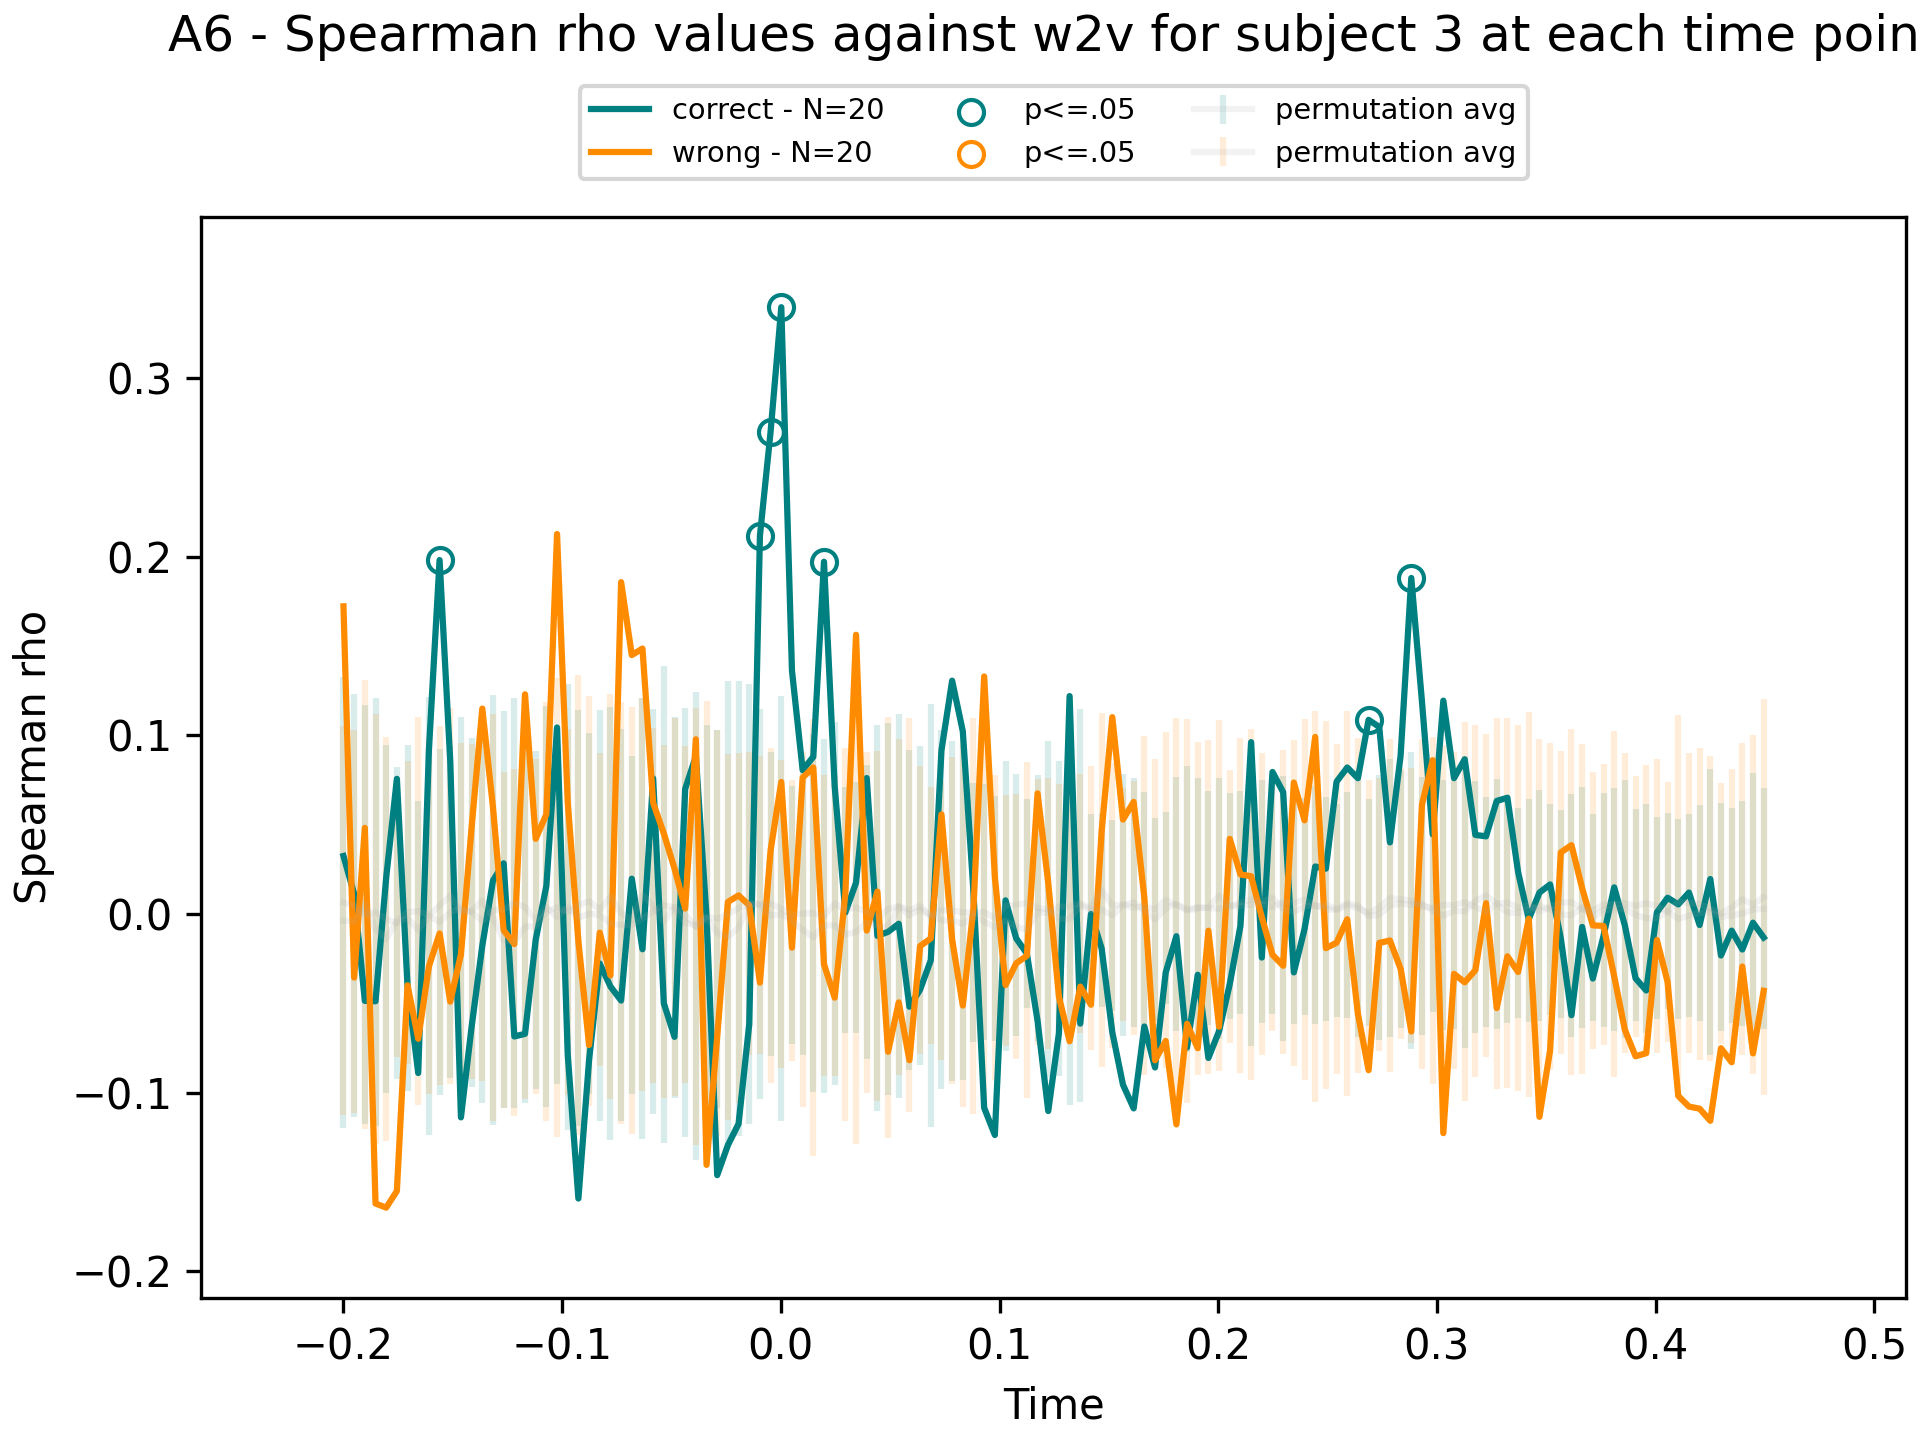 A6 - Spearman rho values against w2v for subject 3 at each time poin
correct - N=20 p<=.05 permutation avg
wrong - N=20 p<=.05 permutation avg
Spearman rho
0.3
0.2
0.1
0.0
−0.1
−0.2
−0.2 −0.1 0.0 0.1 0.2 0.3 0.4 0.5
Time